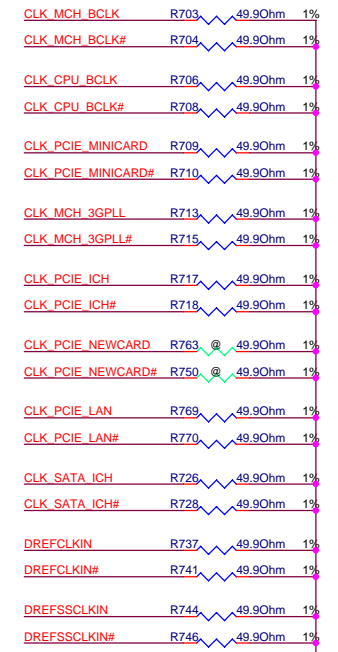 CLK_MCH_BCLK R703 49.9Ohm 1%
CLK_MCH_BCLK# R704 49.9Ohm 1%
CLK_CPU_BCLK R706 49.9Ohm 1%
CLK_CPU_BCLK# R708 49.9Ohm 1%
CLK_PCIE_MINICARD R709 49.9Ohm 1%
CLK_PCIE_MINICARD# R710 49.9Ohm 1%
CLK_MCH_3GPLL R713 49.9Ohm 1%
CLK_MCH_3GPLL# R715 49.9Ohm 1%
CLK_PCIE_ICH R717 49.9Ohm 1%
CLK_PCIE_ICH# R718 49.9Ohm 1%
CLK_PCIE_NEWCARD R763 @ 49.9Ohm 1%
CLK_PCIE_NEWCARD# R750 @ 49.9Ohm 1%
CLK_PCIE_LAN R769 49.9Ohm 1%
CLK_PCIE_LAN# R770 49.9Ohm 1%
CLK_SATA_ICH R726 49.9Ohm 1%
CLK_SATA_ICH# R728 49.9Ohm 1%
DREFCLKIN R737 49.9Ohm 1%
DREFCLKIN# R741 49.9Ohm 1%
DREFSSCLKIN R744 49.9Ohm 1%
DREFSSCLKIN# R746 49.9Ohm 1%